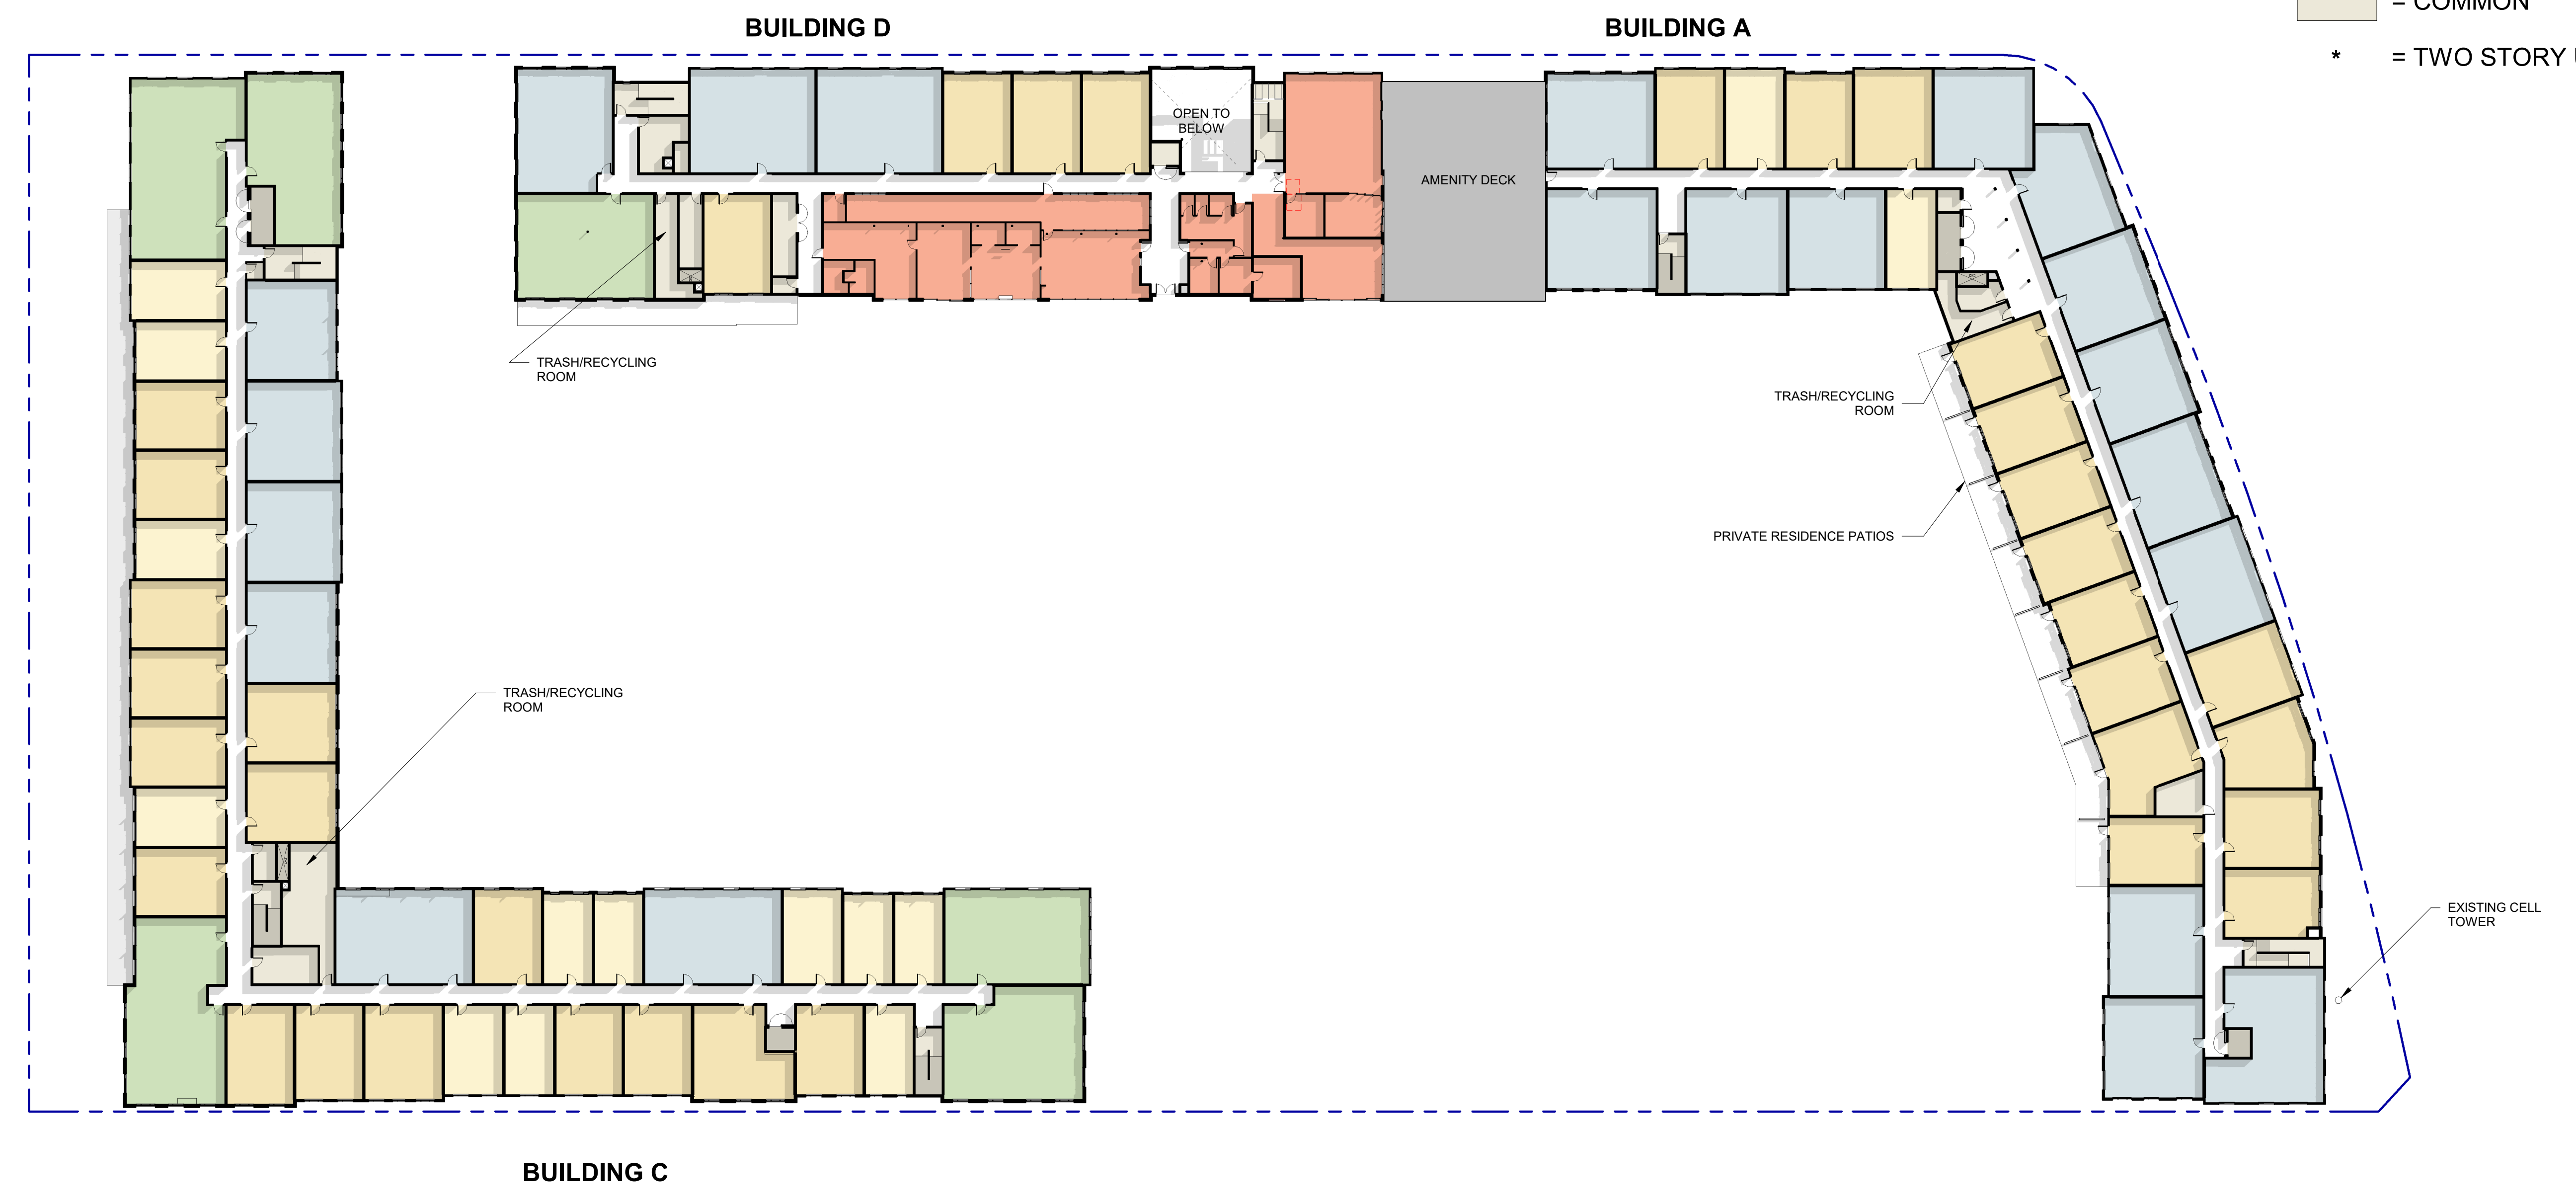 = COMMON
BUILDING D
BUILDING A
* = TWO STORY
OPEN TO
BELOW
AMENITY DECK
TRASH/RECYCLING
ROOM
TRASH/RECYCLING
ROOM
PRIVATE RESIDENCE PATIOS
TRASH/RECYCLING
ROOM
EXISTING CELL
TOWER
BUILDING C